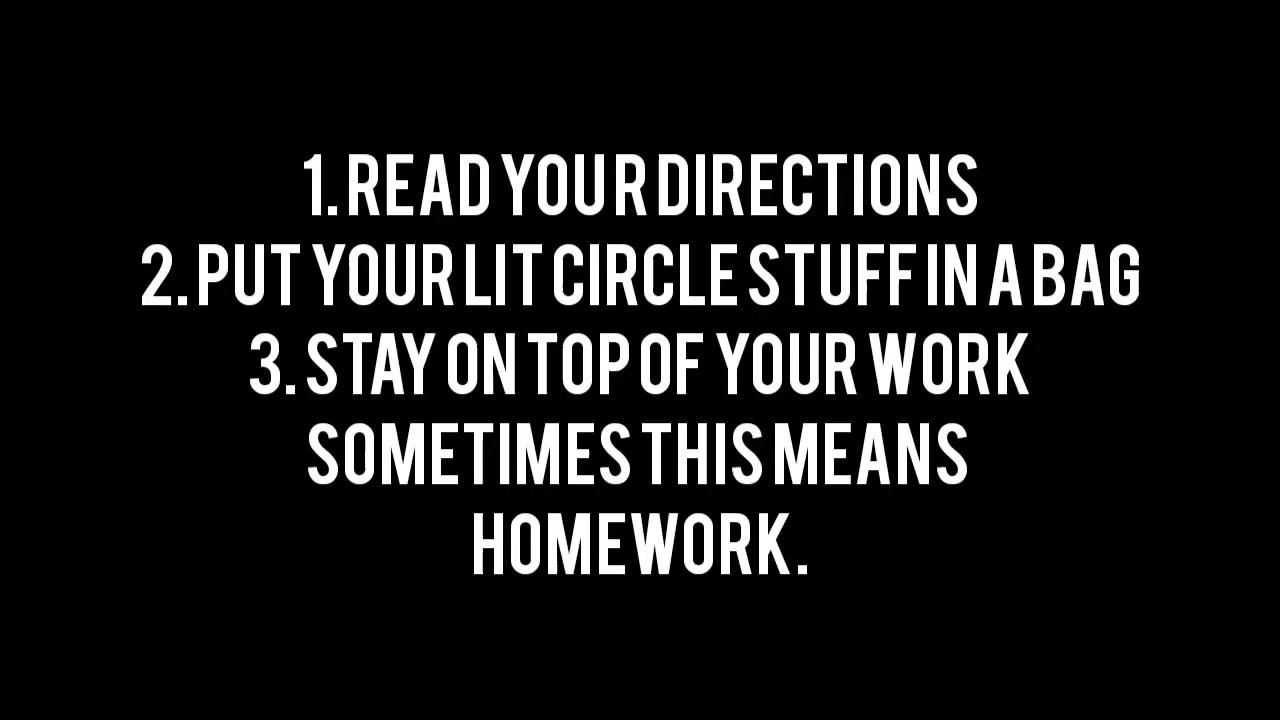 1. READ YOUR DIRECTIONS
2. PUT YOUR LIT CIRCLE STUFF IN A BAG
3. STAY ON TOP OF YOUR WORK
SOMETIMES THIS MEANS
HOMEWORK.